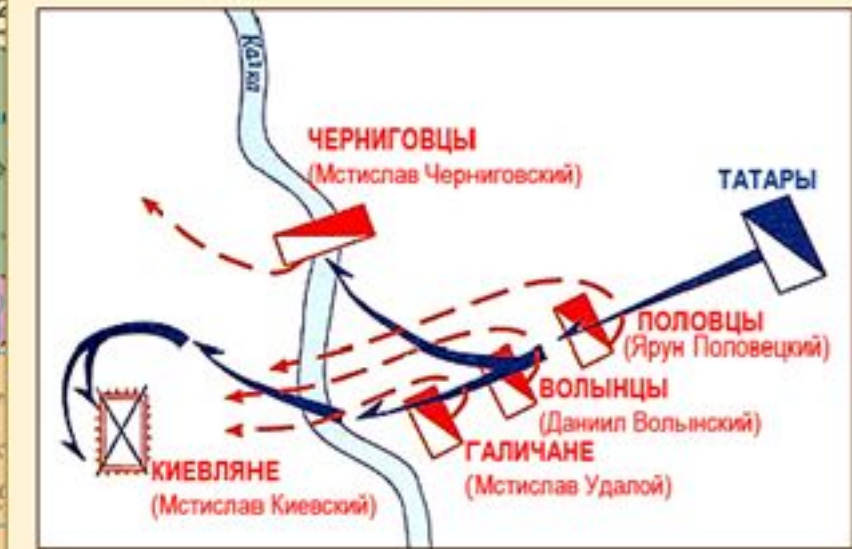 Калка
ЧЕРНИГОВЦЫ
(Мстислав Черниговский)
ТАТАРЫ
ПОЛОВЦЫ
(Ярун Половецкий)
ВОЛЫНЦЫ
(Даниил Волынский)
ГАЛИЧАНЕ
(Мстислав Удалой)
КИЕВЛЯНЕ
(Мстислав Киевский)